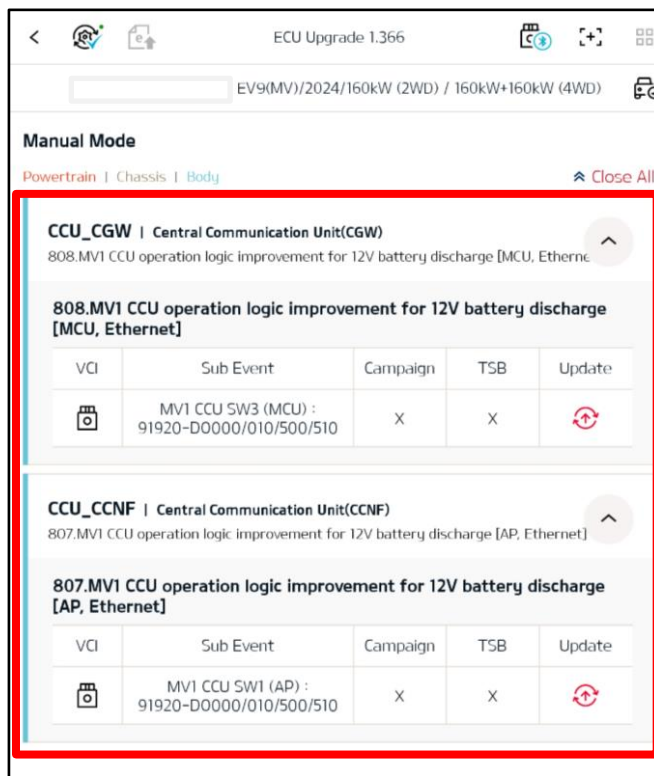 ECU Upgrade 1.366
EV9(MV)/2024/160kW (2WD) / 160kW+160kW (4WD)
Manual Mode
Powertrain | Chassis | Body
Close All
CCU_CGW | Central Communication Unit(CGW)
808.MV1 CCU operation logic improvement for 12V battery discharge [MCU, Etherne
808.MV1 CCU operation logic improvement for 12V battery discharge
[MCU, Ethernet]
VCI Sub Event Campaign TSB Update
MV1 CCU SW3 (MCU) :
91920-D0000/010/500/510 X X
CCU_CCNF | Central Communication Unit(CCNF)
807.MV1 CCU operation logic improvement for 12V battery discharge [AP, Ethernet]
807.MV1 CCU operation logic improvement for 12V battery discharge
[AP, Ethernet]
VCI Sub Event Campaign TSB Update
MV1 CCU SW1 (AP) :
91920-D0000/010/500/510 X X